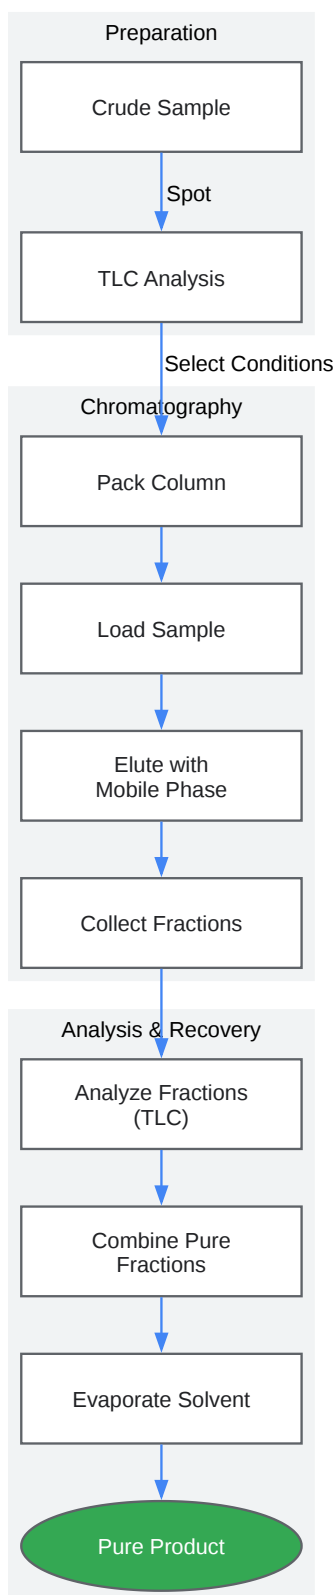 Preparation
Crude Sample
Spot
TLC Analysis
Select Conditions
Chromatography
Pack Column
Load Sample
Elute with
Mobile Phase
Collect Fractions
Analysis & Recovery
Analyze Fractions
(TLC)
Combine Pure
Fractions
Evaporate Solvent
Pure Product